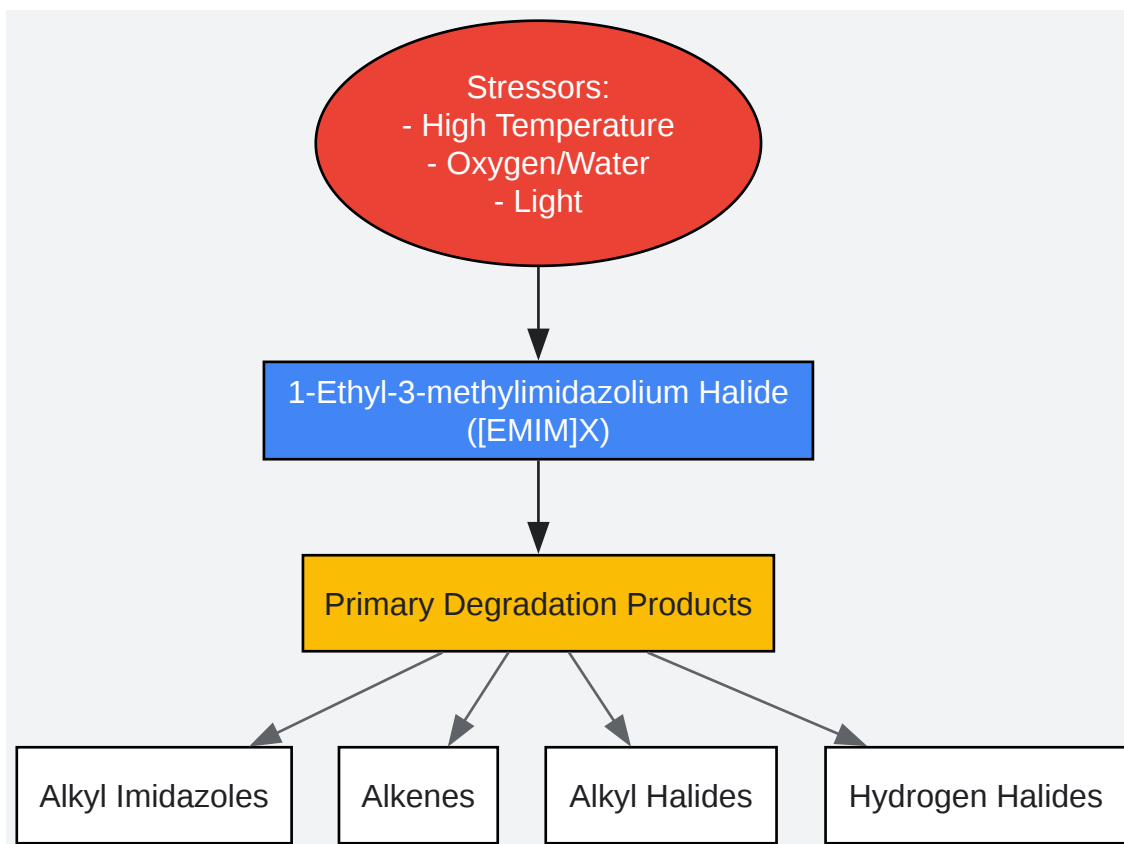 Stressors:
- High Temperature
- Oxygen/Water
- Light
1-Ethyl-3-methylimidazolium Halide
([EMIM]X)
Primary Degradation Products
Alkyl Imidazoles
Alkenes
Alkyl Halides
Hydrogen Halides